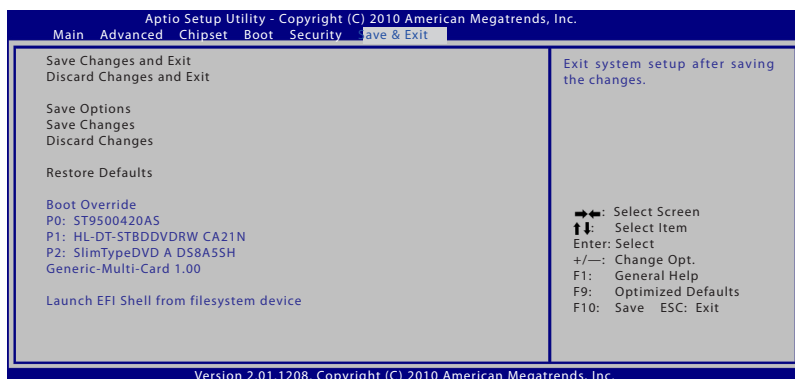 Aptio Setup Utility - Copyright (C) 2010 American Megatrends, Inc.
Main Advanced Chipset Boot Security Save & Exit
Save Changes and Exit
Discard Changes and Exit
Save Options
Save Changes
Discard Changes
Restore Defaults
Boot Override
P0: ST9500420AS
P1: HL-DT-STBDDVDRW CA21N
P2: SlimTypeDVD A DS8A5SH
Generic-Multi-Card 1.00
Launch EFI Shell from filesystem device
Exit system setup after saving
the changes.
→←: Select Screen
↑↓: Select Item
Enter: Select
+/—: Change Opt.
F1: General Help
F9: Optimized Defaults
F10: Save ESC: Exit
Version 2.01.1208. Copyright (C) 2010 American Megatrends, Inc.